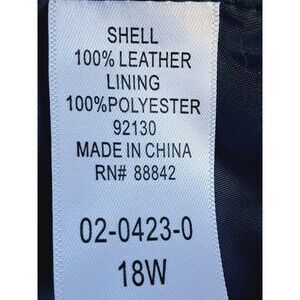 SHELL
100% LEATHER
LINING
100%POLYESTER
92130
MADE IN CHINA
RN# 88842
02-0423-0
18W